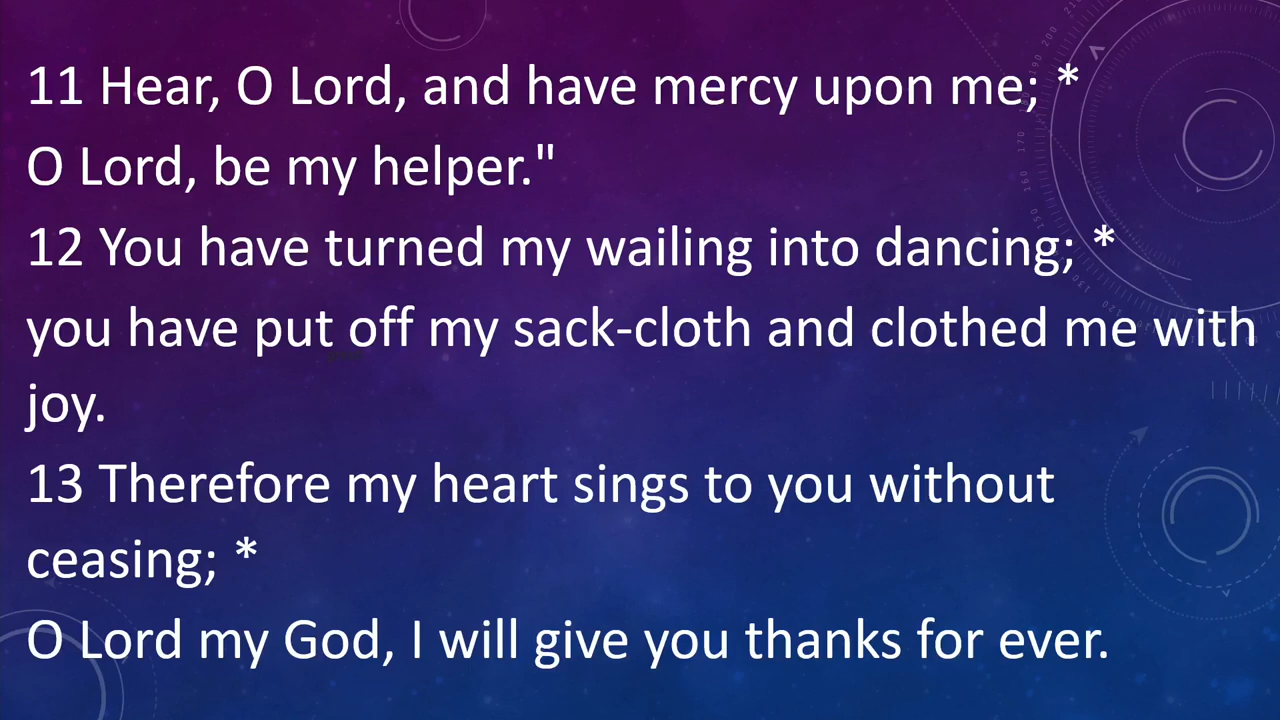 11 Hear, O Lord, and have mercy upon me; *
O Lord, be my helper."
12 You have turned my wailing into dancing; *
you have put off my sack-cloth and clothed me with
joy.
13 Therefore my heart sings to you without
ceasing; *
O Lord my God, I will give you thanks for ever.